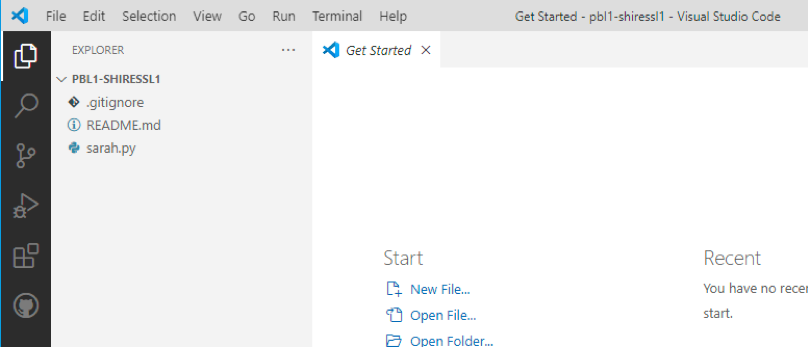 File Edit Selection View Go Run Terminal Help Get Started - pbl1-shiressl1 - Visual Studio Code
EXPLORER
Get Started
PBL1-SHIRESSL1
.gitignore
README.md
sarah.py
Start
New File...
Open File...
Open Folder...
Recent
You have no recen
start.